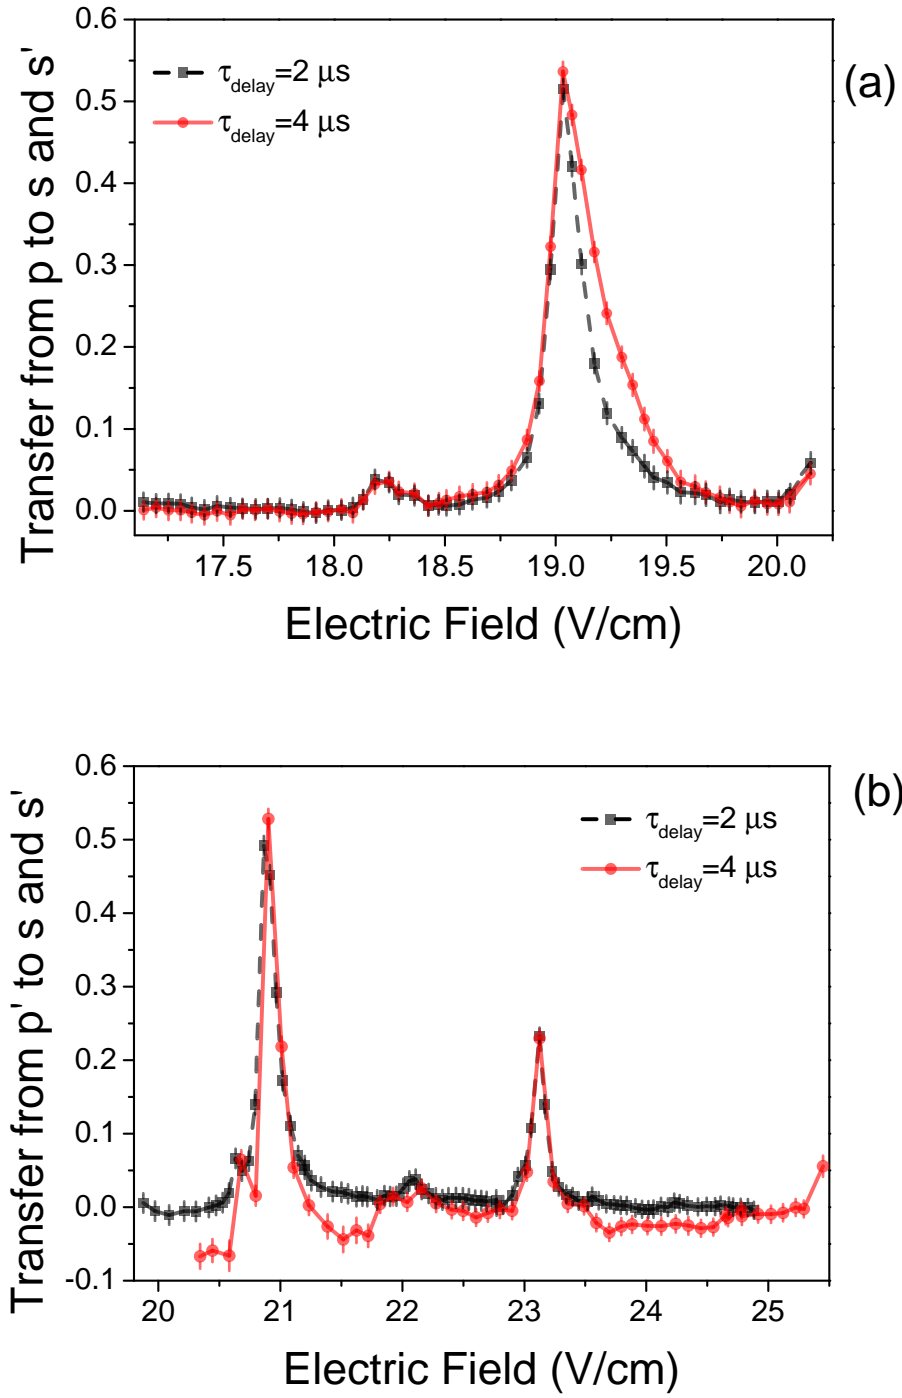 (a)
Transfer from p to s and s'
0.6
0.5
0.4
0.3
0.2
0.1
0.0
τdelay=2 μs
τdelay=4 μs
17.5 18.0 18.5 19.0 19.5 20.0
Electric Field (V/cm)
(b)
Transfer from p' to s and s'
0.6
0.5
0.4
0.3
0.2
0.1
0.0
-0.1
τdelay=2 μs
τdelay=4 μs
20 21 22 23 24 25
Electric Field (V/cm)